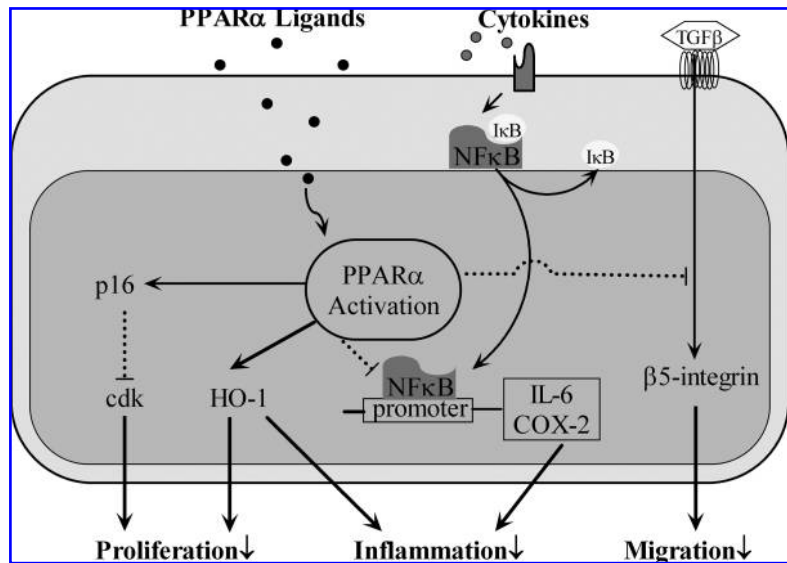 PPARα Ligands
Cytokines
TGFβ
IκB
NFκB
IκB
PPARα
Activation
p16
NFκB
promoter
IL-6
COX-2
β5-integrin
cdk
HO-1
Proliferation↓
Inflammation↓
Migration↓